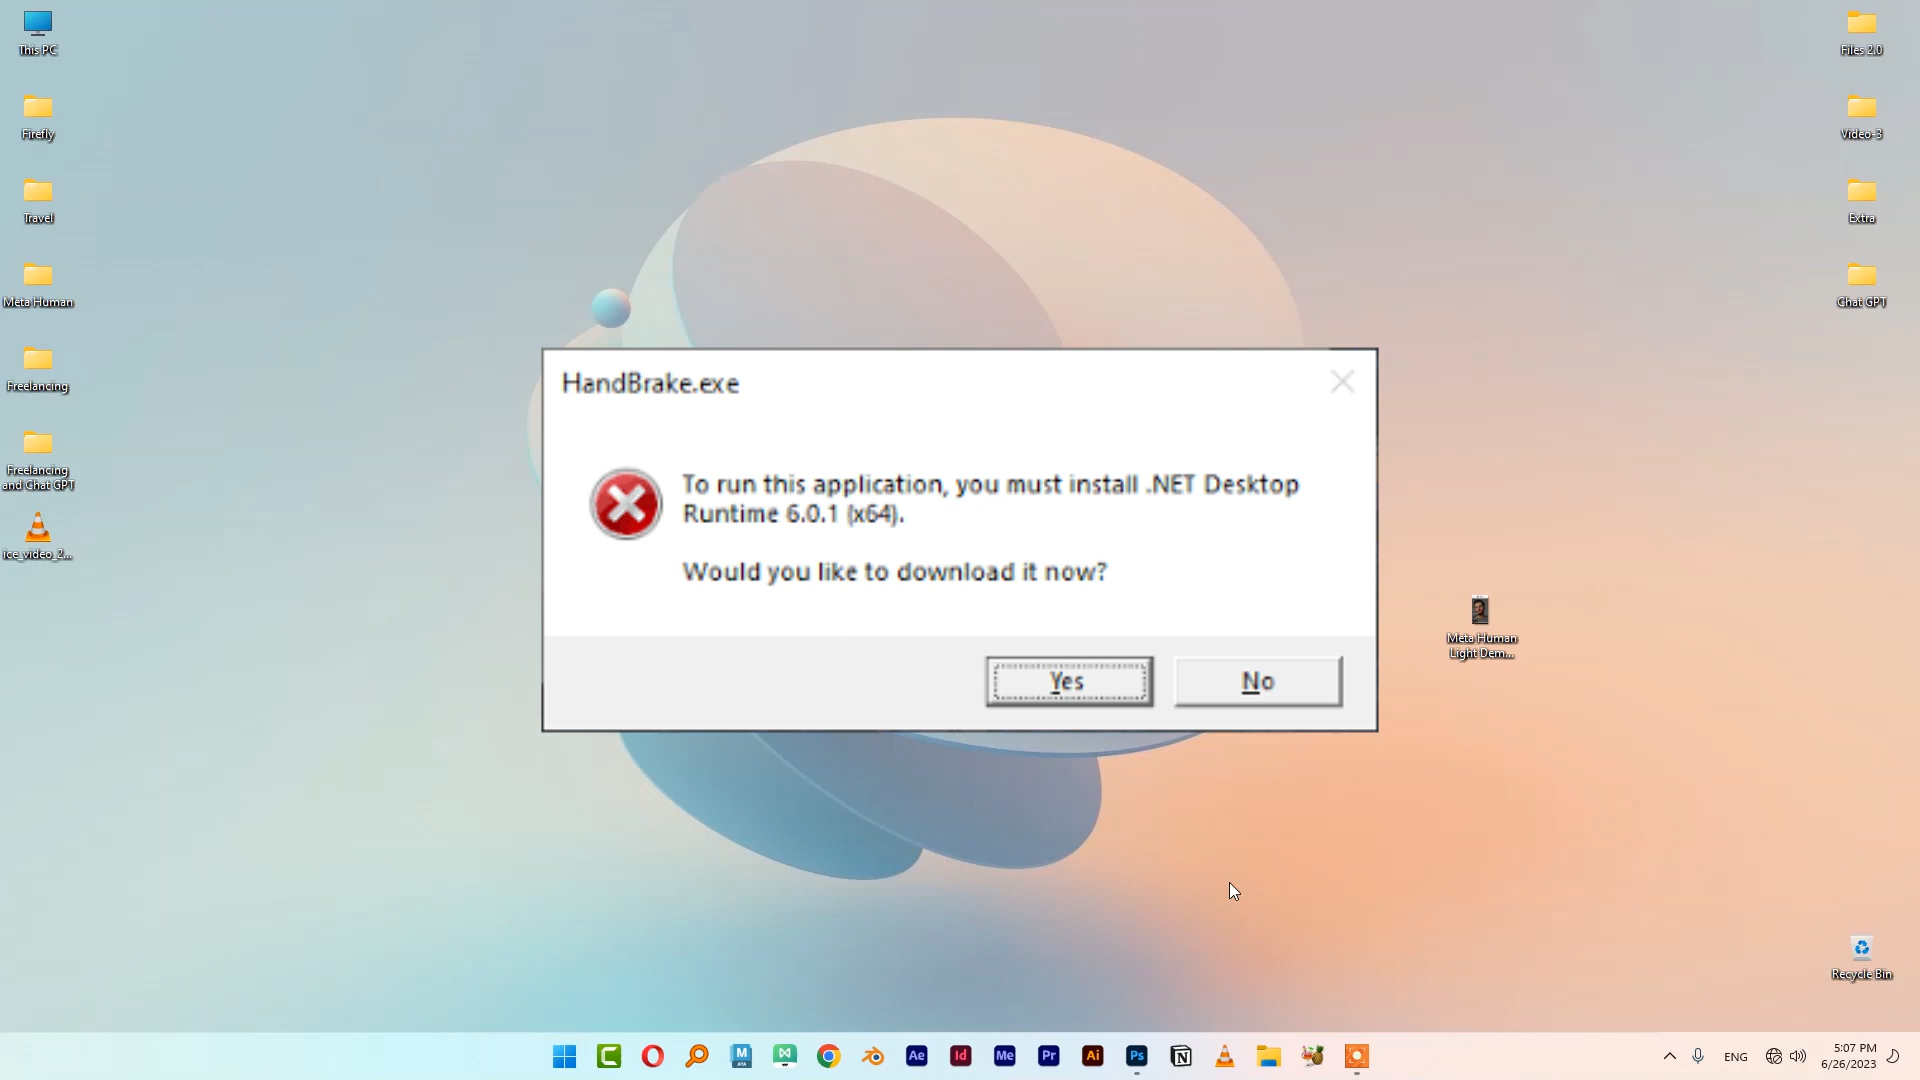 This PC
Firefly
Travel
Meta Human
Freelancing
Freelancing
and Chat GPT
ice_video_2...
Files 2.0
Video-3
Extra
Chat GPT
HandBrake.exe
To run this application, you must install .NET Desktop
Runtime 6.0.1 (x64).
Would you like to download it now?
Yes
No
Meta Human
Light Dem...
Recycle Bin
M
Ae
Id
Me
Pr
Ai
Ps
ENG
5:07 PM
6/26/2023